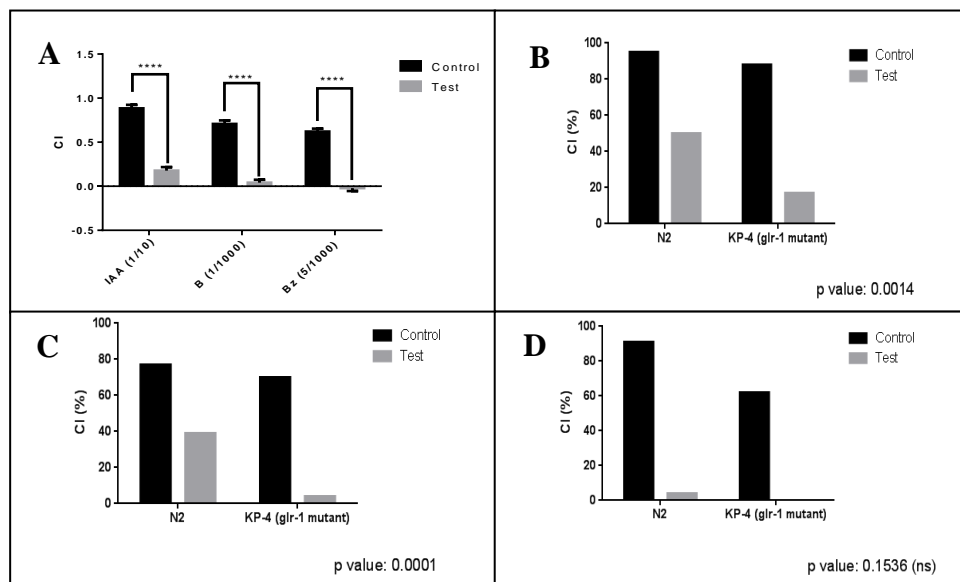 A
1.5
1.0
0.5
0.0
-0.5
CI
****
****
****
Control
Test
IAA (1/10)
B (1/1000)
Bz (5/1000)
B
100
80
60
40
20
0
CI (%)
Control
Test
N2
KP-4 (glr-1 mutant)
p value: 0.0014
C
100
80
60
40
20
0
CI (%)
Control
Test
N2
KP-4 (glr-1 mutant)
p value: 0.0001
D
100
80
60
40
20
0
CI (%)
Control
Test
N2
KP-4 (glr-1 mutant)
p value: 0.1536 (ns)